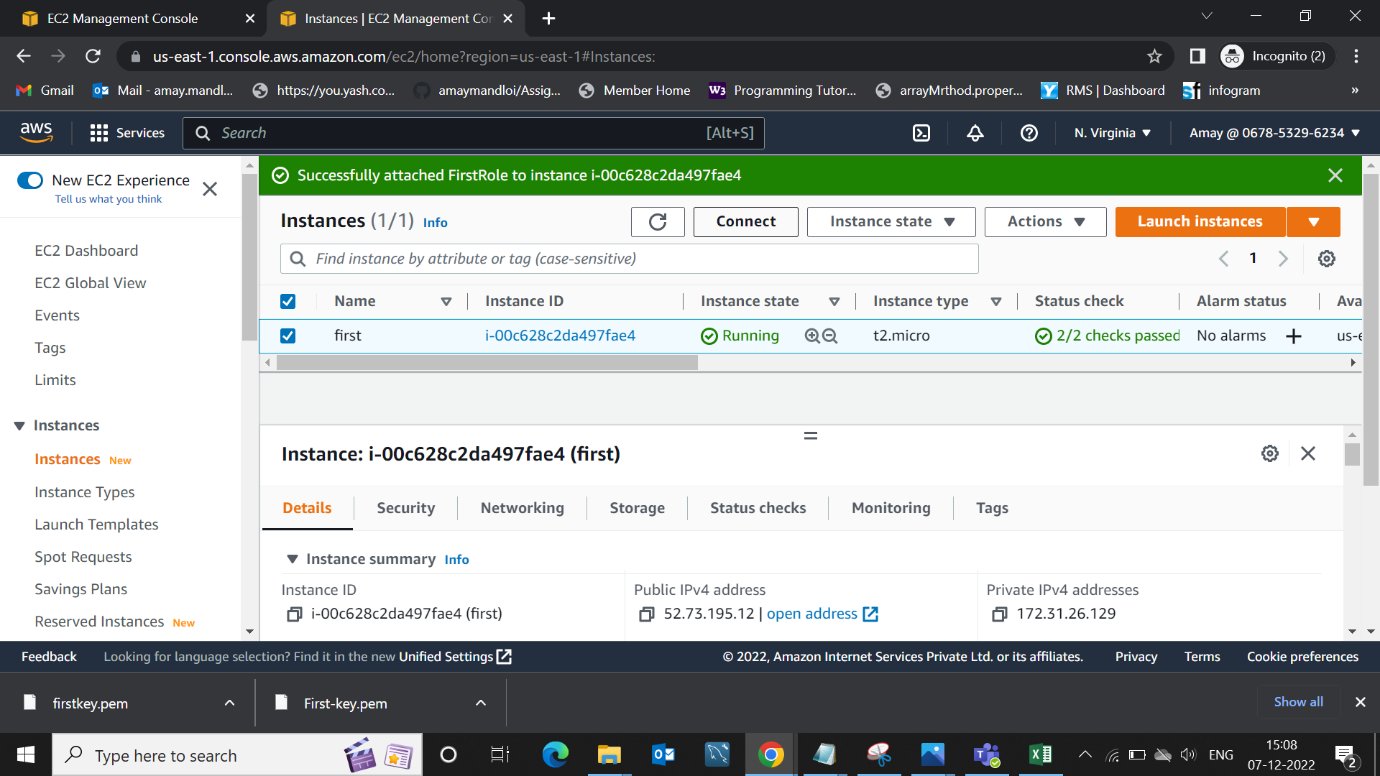 EC2 Management Console
Instances | EC2 Management Cor
us-east-1.console.aws.amazon.com/ec2/home?region=us-east-1#Instances:
Incognito (2)
Gmail
Mail - amay.mandl...
https://you.yash.co...
amaymandloi/Assig...
Member Home
W3 Programming Tutor...
arrayMrthod.proper...
RMS | Dashboard
infogram
»
aws
Services
Search [Alt+S]
N. Virginia
Amay @ 0678-5329-6234
New EC2 Experience
Tell us what you think
Successfully attached FirstRole to instance i-00c628c2da497fae4
Instances (1/1) Info
Connect
Instance state
Actions
Launch instances
Find instance by attribute or tag (case-sensitive)
1
Name Instance ID Instance state Instance type Status check Alarm status Ava
first i-00c628c2da497fae4 Running t2.micro 2/2 checks passed No alarms + us-e
EC2 Dashboard
EC2 Global View
Events
Tags
Limits
Instances
Instances New
Instance Types
Launch Templates
Spot Requests
Savings Plans
Reserved Instances New
Instance: i-00c628c2da497fae4 (first)
Details Security Networking Storage Status checks Monitoring Tags
Instance summary Info
Instance ID
i-00c628c2da497fae4 (first)
Public IPv4 address
52.73.195.12 | open address
Private IPv4 addresses
172.31.26.129
Feedback Looking for language selection? Find it in the new Unified Settings
© 2022, Amazon Internet Services Private Ltd. or its affiliates. Privacy Terms Cookie preferences
firstkey.pem
First-key.pem
Show all
Type here to search
ENG
15:08
07-12-2022
2